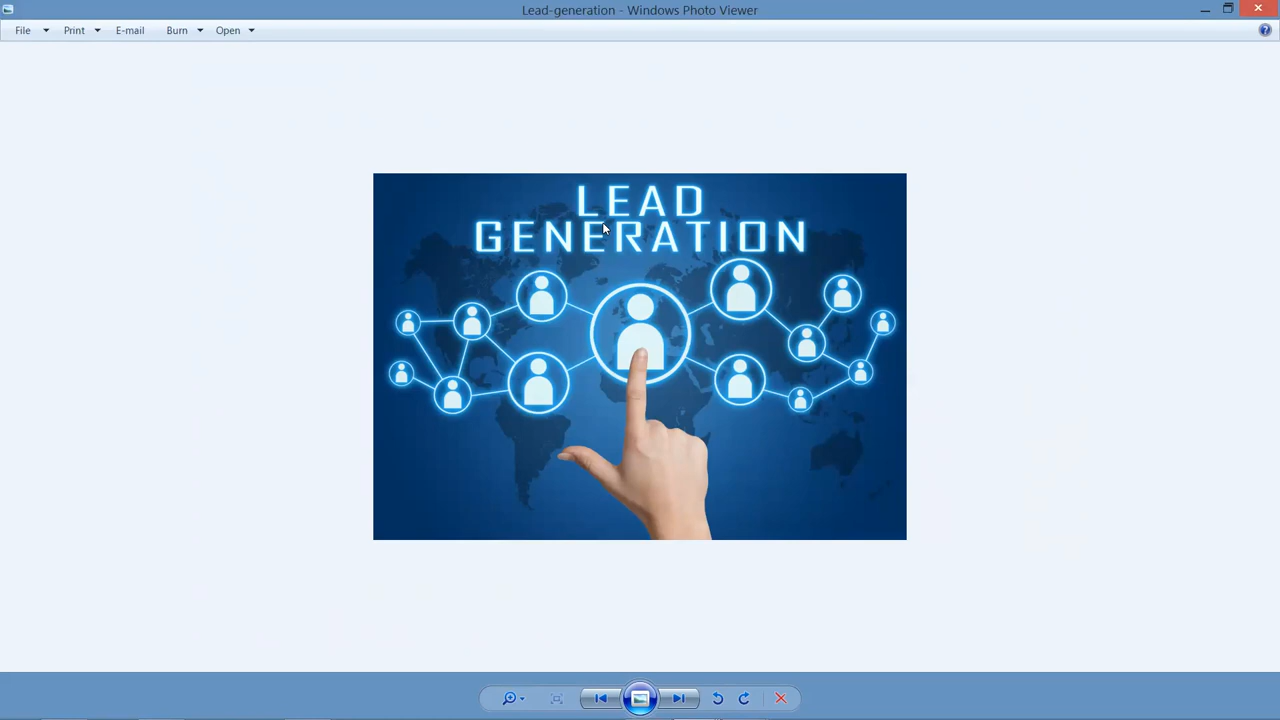 Lead-generation - Windows Photo Viewer
File Print E-mail Burn Open
LEAD
GENERATION